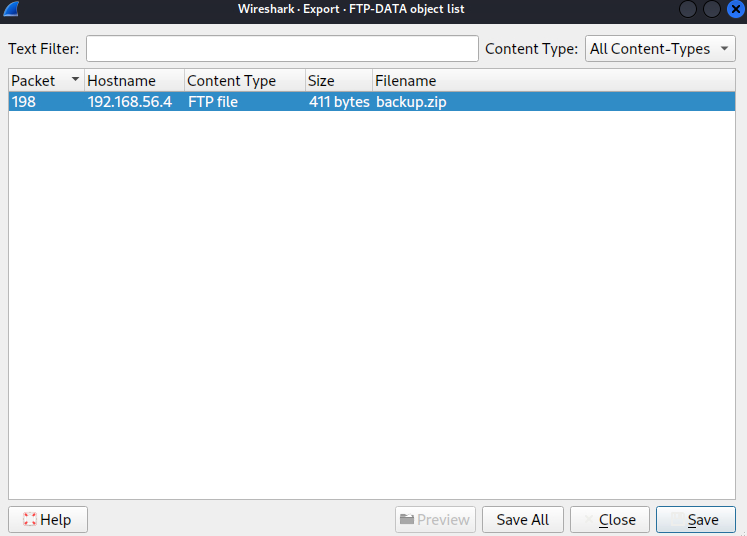 Wireshark · Export · FTP-DATA object list
Text Filter: Content Type: All Content-Types
Packet Hostname Content Type Size Filename
198 192.168.56.4 FTP file 411 bytes backup.zip
Help Preview Save All Close Save